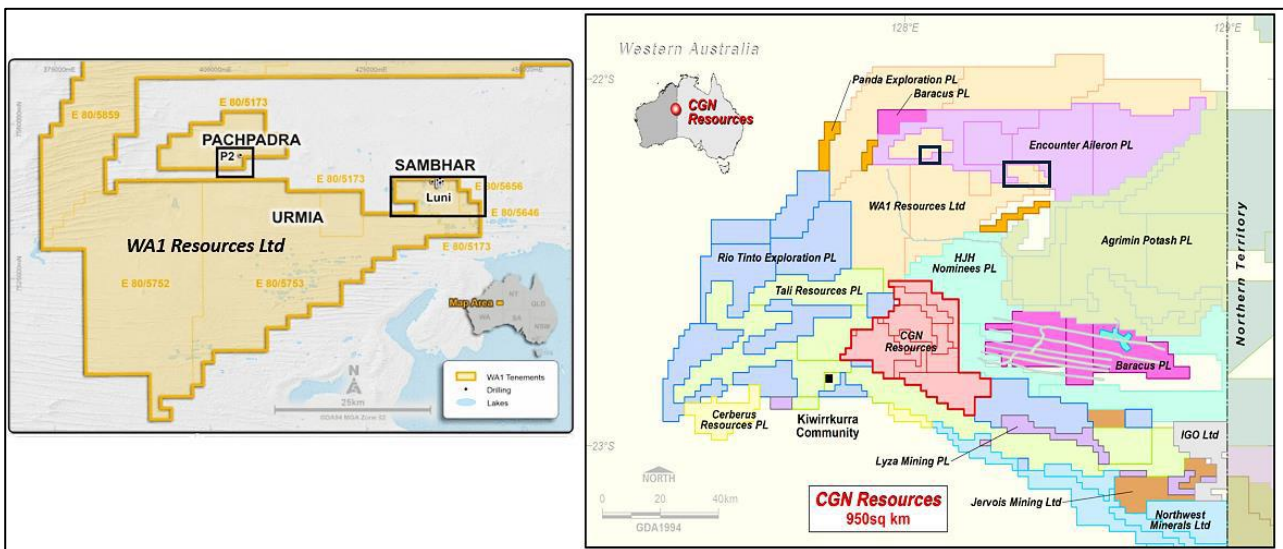 400000mE
425000mE
E 80/5173
E 80/5859
PACHPADRA
P2
SAMBHAR
E 80/5173
E 80/5656
Luni
E 80/5646
URMIA
E 80/5173
WA1 Resources Ltd
E 80/5752
E 80/5753
Map Area
NT
QLD
WA
SA
NSW
N
25km
GDA94 MGA Zone 52
WA1 Tenements
Drilling
Lakes
128°E
129°E
Western Australia
-22°S
Panda Exploration PL
Baracus PL
CGN
Resources
Encounter Aileron PL
WA1 Resources Ltd
Agrimin Potash PL
Rio Tinto Exploration PL
HJH
Nominees PL
Tali Resources PL
CGN
Resources
Northern Territory
Baracus PL
Cerberus
Resources PL
Kiwirrkurra
Community
-23°S
IGO Ltd
Lyza Mining PL
NORTH
Jervois Mining Ltd
CGN Resources
950sq km
Northwest
Minerals Ltd
0 20 40km
GDA1994